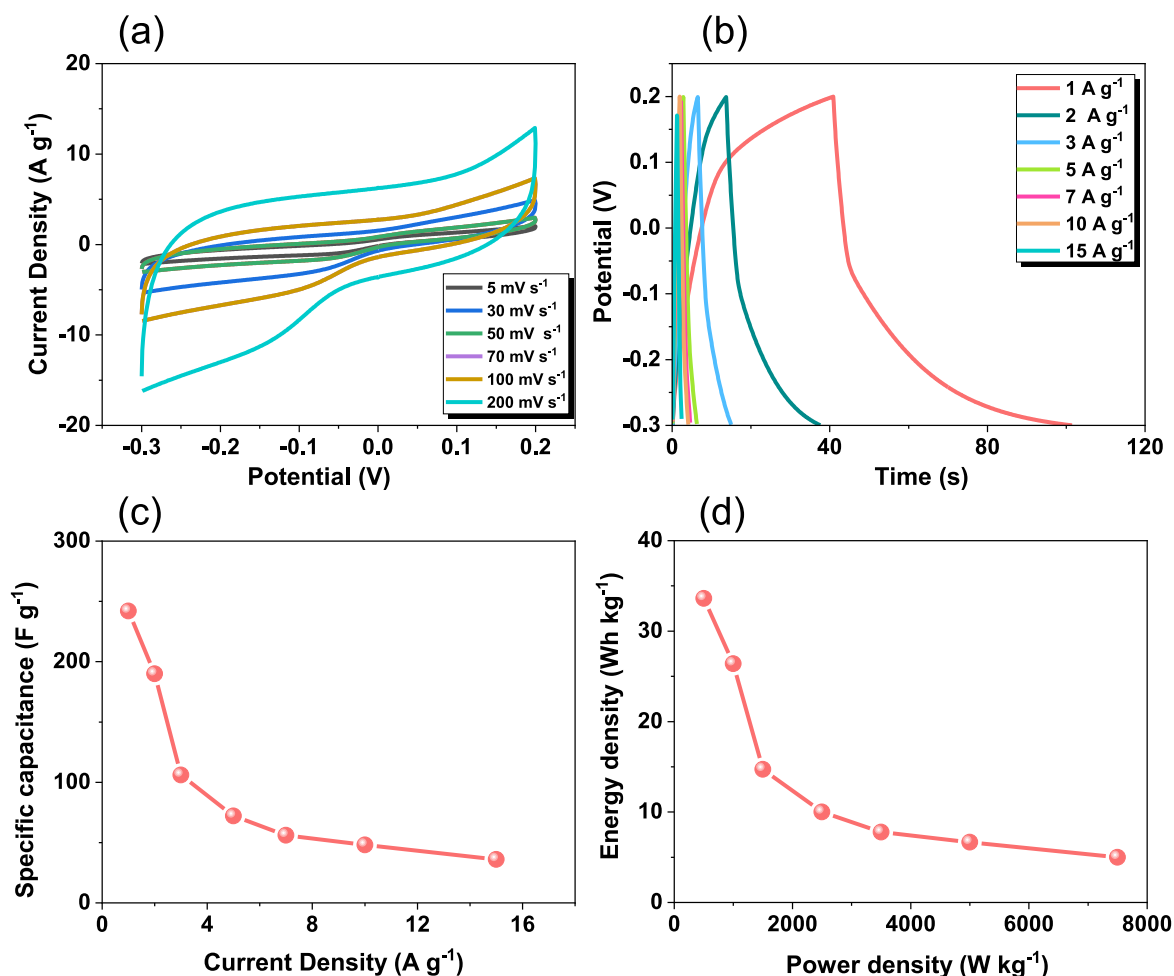 (a)
20
10
0
-10
-20
Current Density (A g⁻¹)
-0.3
-0.2
-0.1
0.0
0.1
0.2
Potential (V)
5 mV s⁻¹
30 mV s⁻¹
50 mV s⁻¹
70 mV s⁻¹
100 mV s⁻¹
200 mV s⁻¹
(b)
0.2
0.1
0.0
-0.1
-0.2
-0.3
Potential (V)
0
40
80
120
Time (s)
1 A g⁻¹
2 A g⁻¹
3 A g⁻¹
5 A g⁻¹
7 A g⁻¹
10 A g⁻¹
15 A g⁻¹
(c)
300
200
100
0
Specific capacitance (F g⁻¹)
0
4
8
12
16
Current Density (A g⁻¹)
(d)
40
30
20
10
0
Energy density (Wh kg⁻¹)
0
2000
4000
6000
8000
Power density (W kg⁻¹)